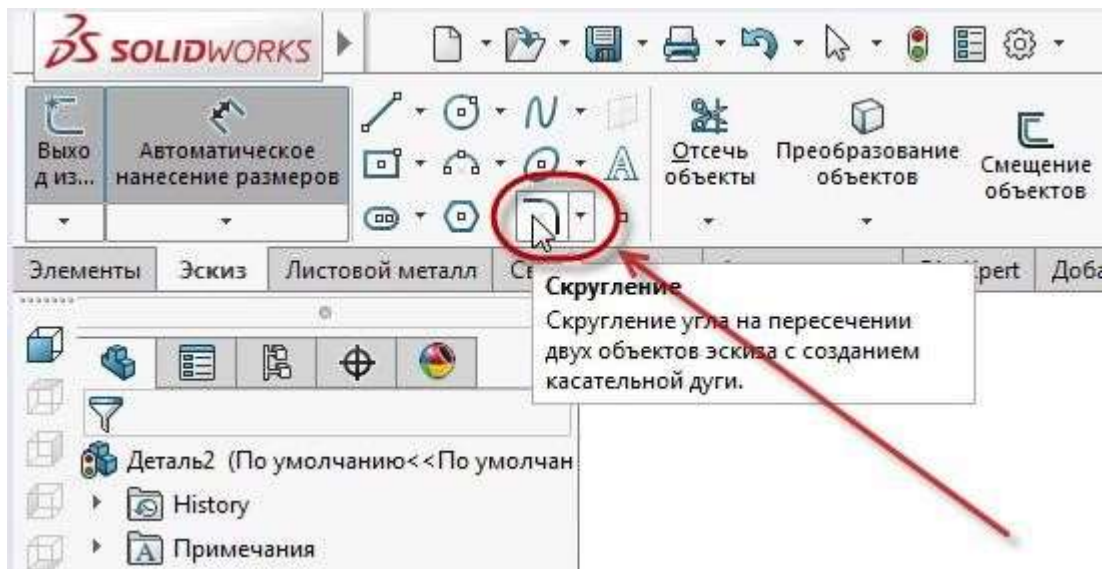 SOLIDWORKS
Выхо
д из...
Автоматическое
нанесение размеров
Отсечь
объекты
Преобразование
объектов
Смещение
объектов
Элементы Эскиз Листовой металл
Скругление
Скругление угла на пересечении
двух объектов эскиза с созданием
касательной дуги.
Деталь2 (По умолчанию<<По умолчан
History
A Примечания